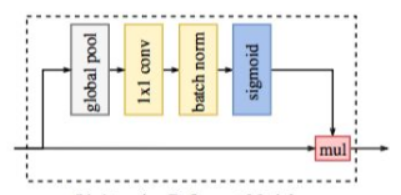 global pool
1x1 conv
batch norm
sigmoid
mul